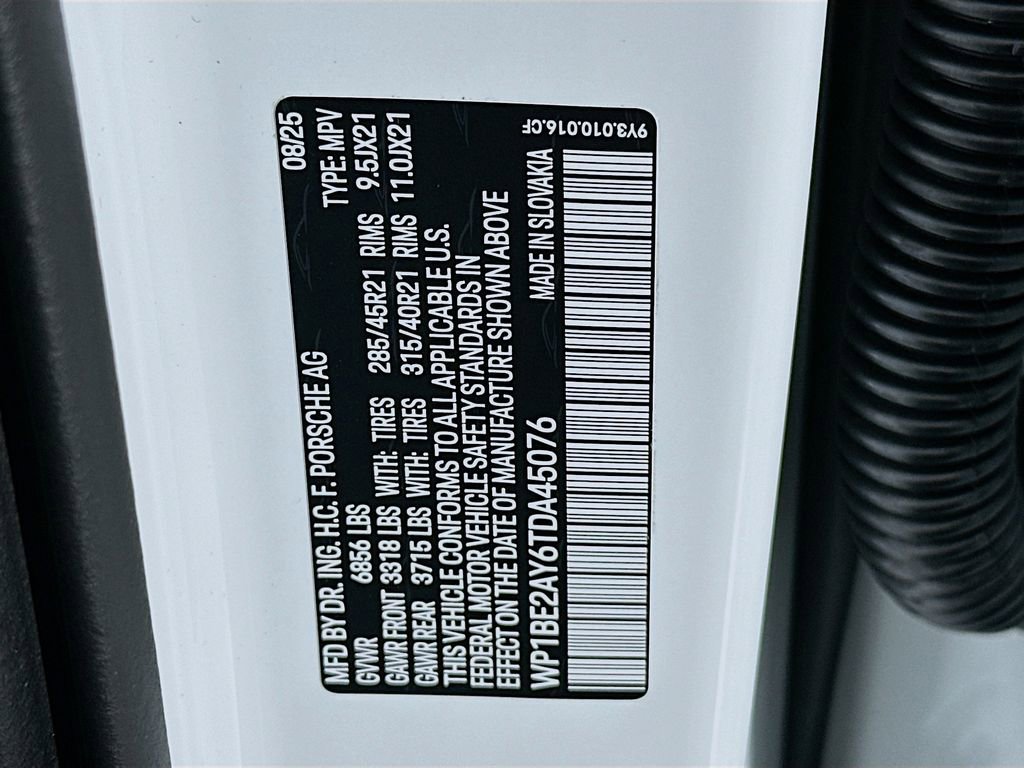 MFD BY DR. ING. H.C. F. PORSCHE AG 08/25
GVWR 6856 LBS TYPE: MPV
GAWR FRONT 3318 LBS WITH: TIRES 285/45R21 RIMS 9.5JX21
GAWR REAR 3715 LBS WITH: TIRES 315/40R21 RIMS 11.0JX21
THIS VEHICLE CONFORMS TO ALL APPLICABLE U.S.
FEDERAL MOTOR VEHICLE SAFETY STANDARDS IN
EFFECT ON THE DATE OF MANUFACTURE SHOWN ABOVE
WP1BE2AY6TDA45076 MADE IN SLOVAKIA
9Y3.010.016.CF